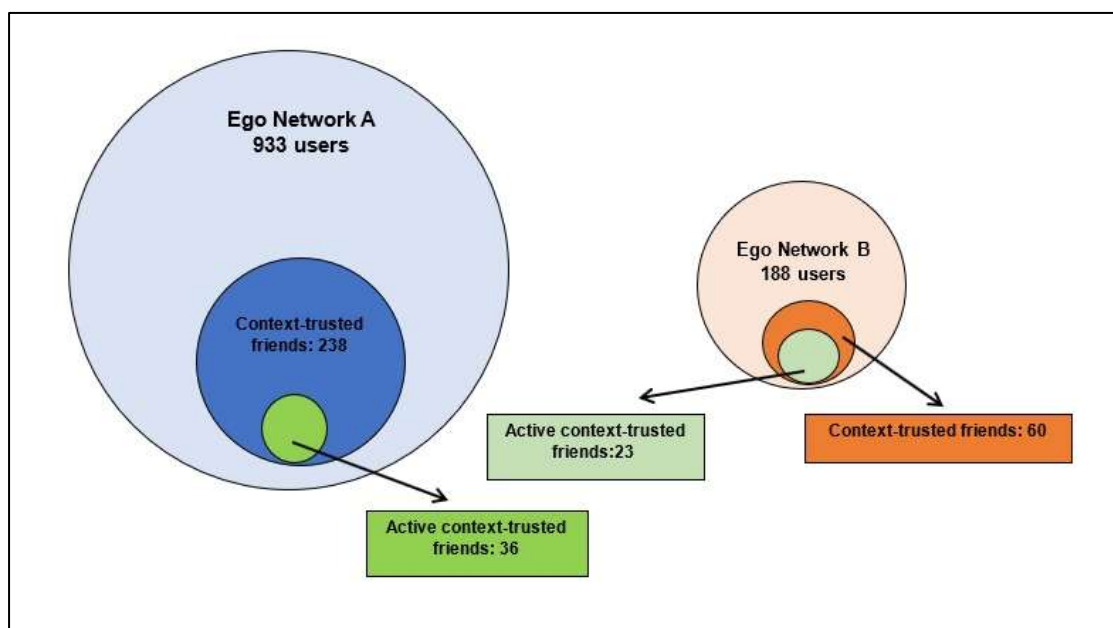 Ego Network A
933 users
Context-trusted
friends: 238
Active context-trusted
friends: 36
Ego Network B
188 users
Active context-trusted
friends:23
Context-trusted friends: 60